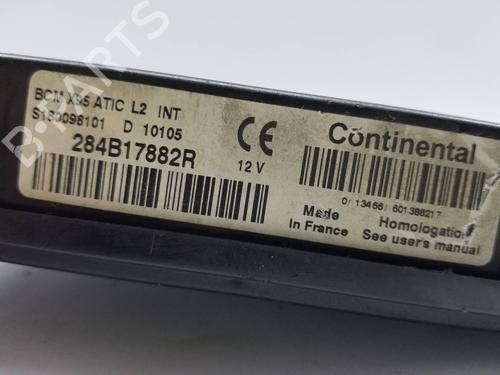 BCM X95 ATIC L2 INT
S180098101 D 10105
284B17882R
CE
12 V
Continental
0/13466/601388217
Made in France
Homologation
See user's manual
B-PARTS